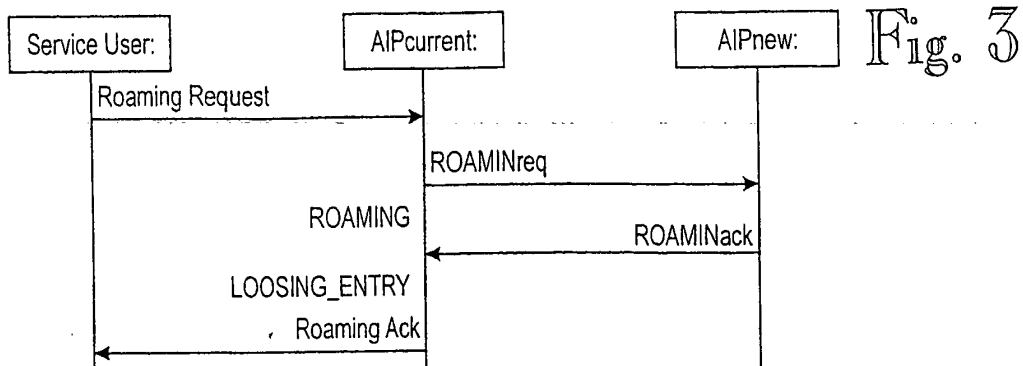 Service User:
AIPcurrent:
AIPnew:
Fig. 3
Roaming Request
ROAMINreq
ROAMING
ROAMINack
LOOSING_ENTRY
Roaming Ack